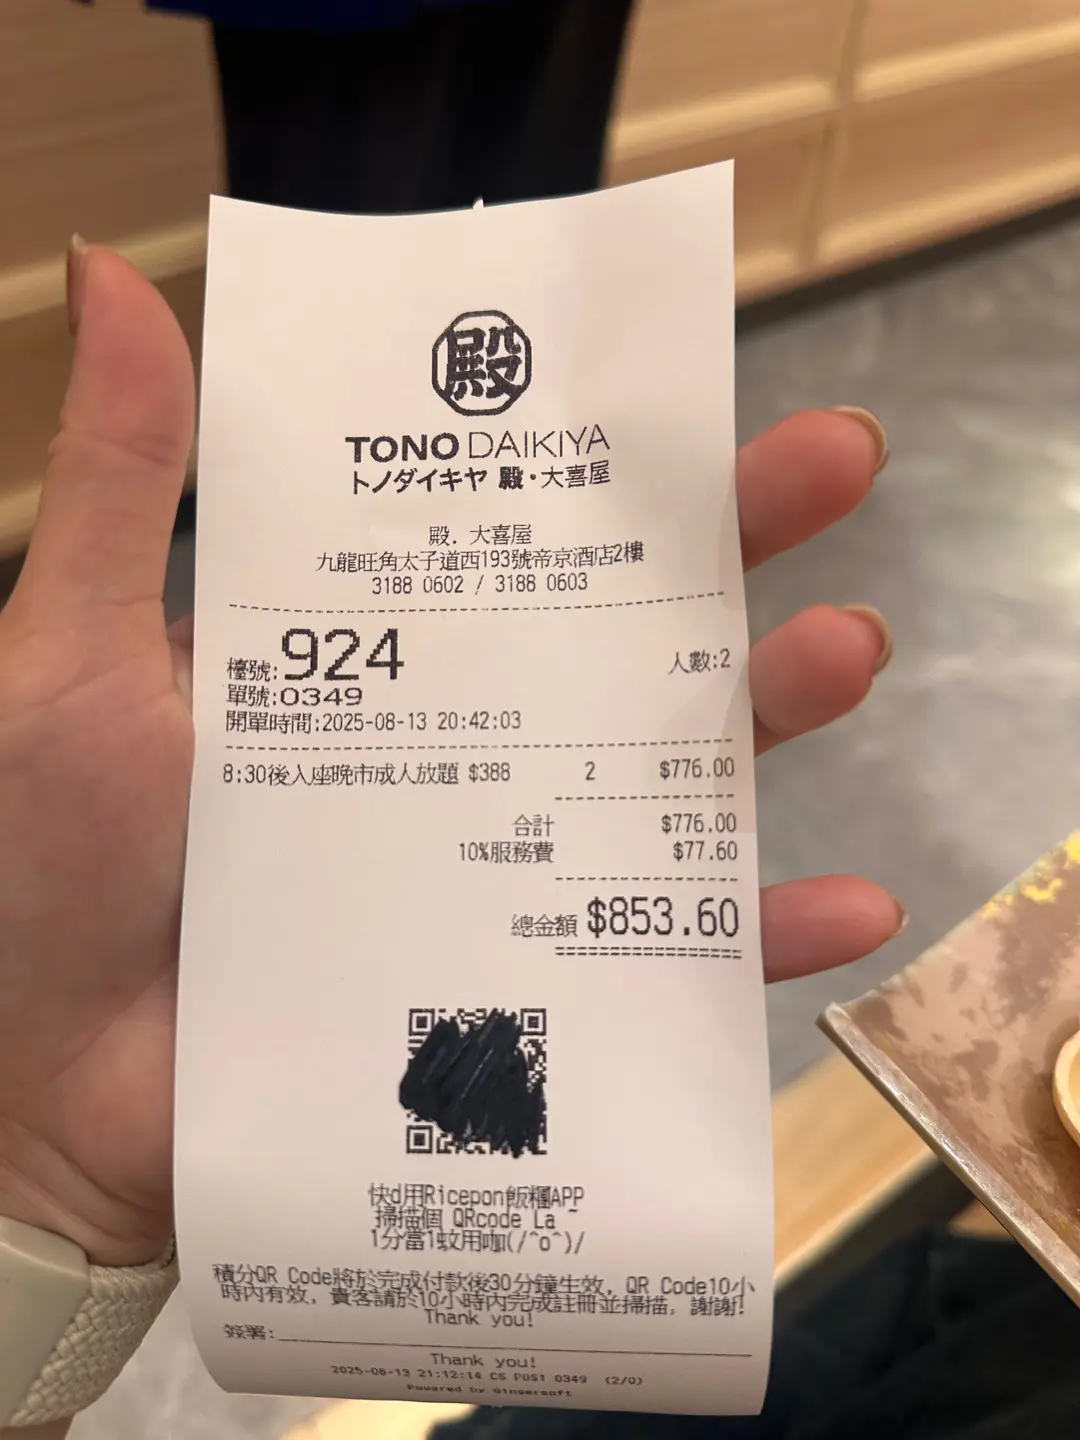 殿
TONO DAIKIYA
トノダイキヤ 殿・大喜屋
殿. 大喜屋
九龍旺角太子道西193號帝京酒店2樓
3188 0602 / 3188 0603
檯號:924 人數:2
單號:0349
開單時間:2025-08-13 20:42:03
8:30後入座晚市成人放題 $388 2 $776.00
合計 $776.00
10%服務費 $77.60
總金額 $853.60
快d用Ricepon飯糰APP
掃描個 QRcode La ~
1分當1蚊用咖(/^o^)/
積分QR Code將於完成付款後30分鐘生效, QR Code10小
時內有效, 貴客請於10小時內完成註冊並掃描, 謝謝!
Thank you!
簽署:
Thank you!
2025-08-13 21:12:14 CS POS1 0349 (2/0)
Powered by Gingersoft